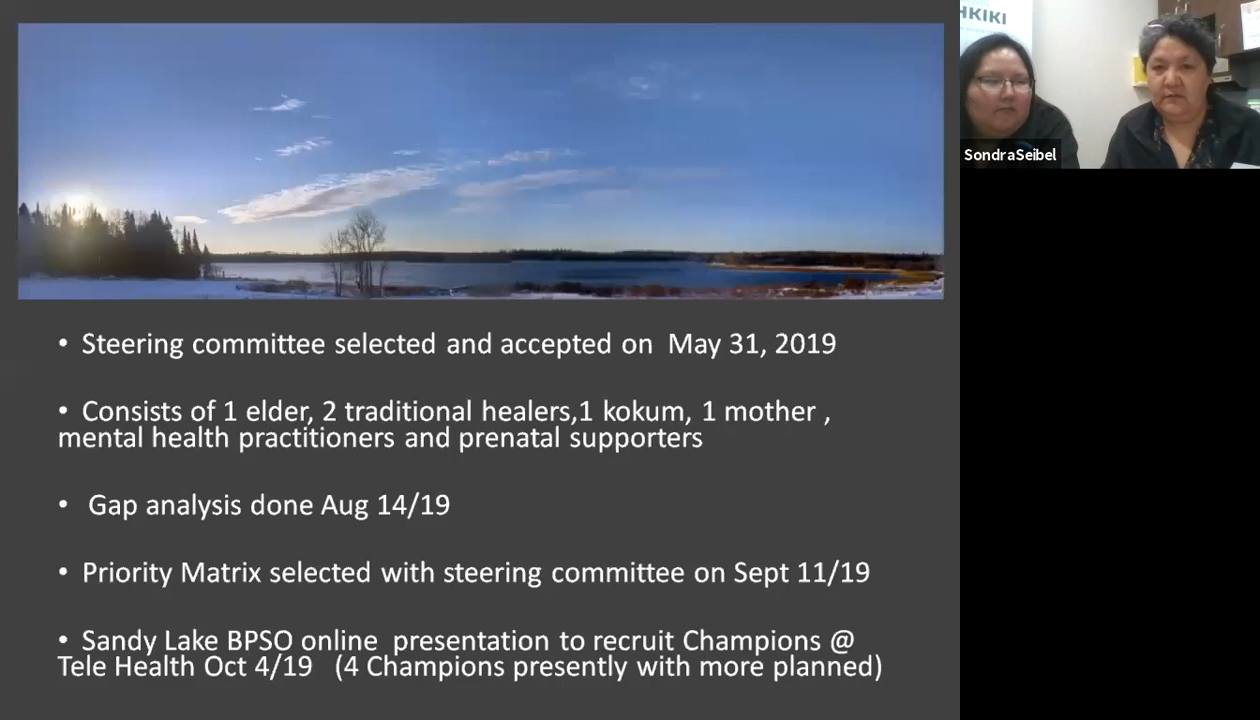 HKIKI
SondraSeibel
• Steering committee selected and accepted on May 31, 2019
• Consists of 1 elder, 2 traditional healers,1 kokum, 1 mother ,
mental health practitioners and prenatal supporters
• Gap analysis done Aug 14/19
• Priority Matrix selected with steering committee on Sept 11/19
• Sandy Lake BPSO online presentation to recruit Champions @
Tele Health Oct 4/19 (4 Champions presently with more planned)